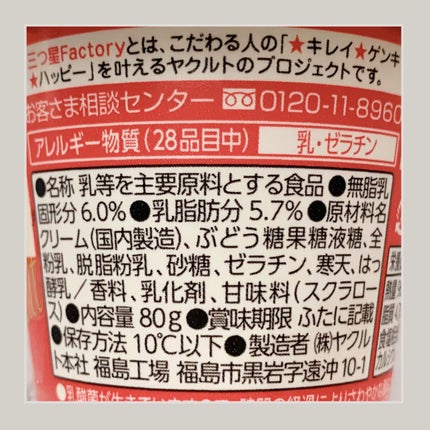 三つ星Factoryとは、こだわる人の「★キレイ★ゲンキ
★ハッピー」を叶えるヤクルトのプロジェクトです。
お客さま相談センター 0120-11-8960
アレルギー物質(28品目中) 乳・ゼラチン
●名称 乳等を主要原料とする食品 ●無脂乳
固形分 6.0% ●乳脂肪分 5.7% ●原材料名
クリーム(国内製造)、ぶどう糖果糖液糖、全
粉乳、脱脂粉乳、砂糖、ゼラチン、寒天、はっ
酵乳/香料、乳化剤、甘味料(スクラロー
ス) ●内容量 80g ●賞味期限 ふたに記載
●保存方法 10℃以下 ●製造者 (株)ヤクル
ト本社 福島工場 福島市黒岩字遠沖 10-1